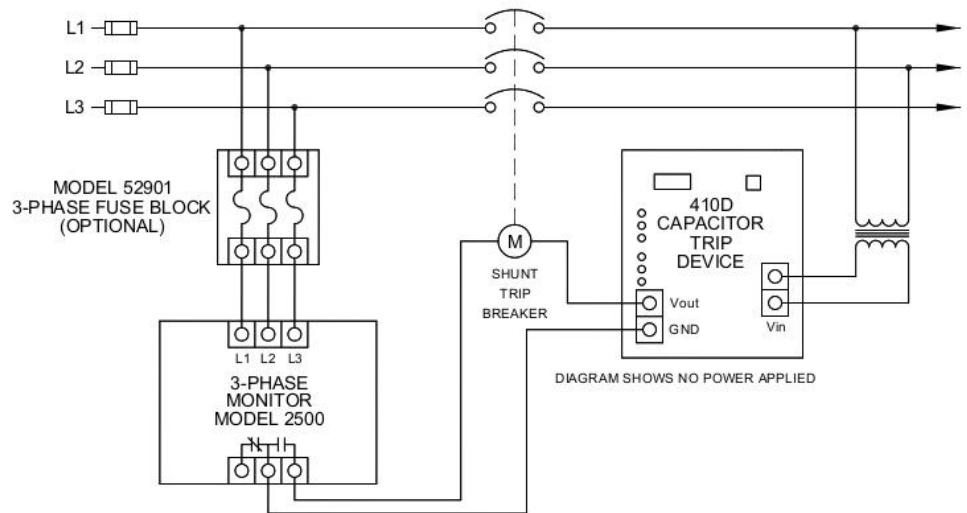 L1
L2
L3
MODEL 52901
3-PHASE FUSE BLOCK
(OPTIONAL)
410D
CAPACITOR
TRIP
DEVICE
M
SHUNT
TRIP
BREAKER
Vout
GND
Vin
L1 L2 L3
3-PHASE
MONITOR
MODEL 2500
DIAGRAM SHOWS NO POWER APPLIED